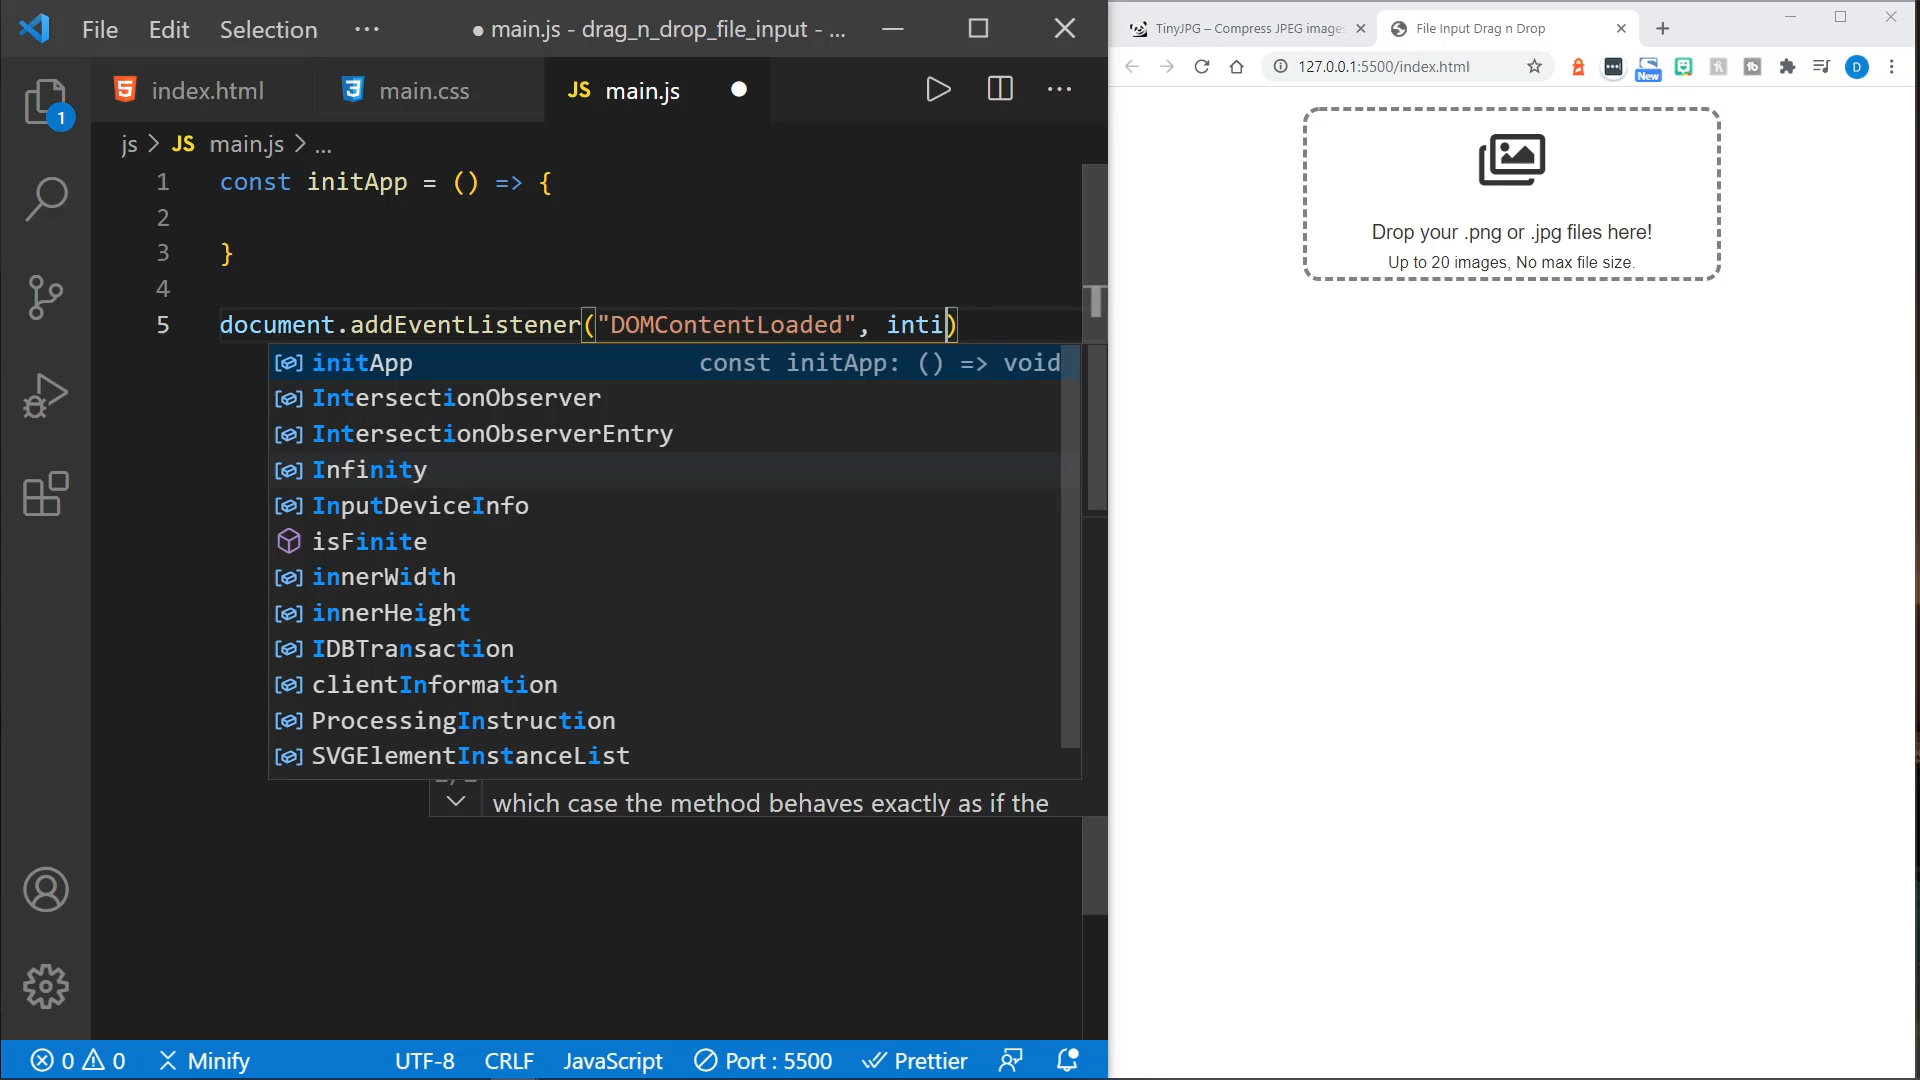 File Edit Selection ··· ● main.js - drag_n_drop_file_input - ...
1
index.html main.css JS main.js ● ···
js > JS main.js > ...
1 const initApp = () => {
2
3 }
4
5 document.addEventListener("DOMContentLoaded", inti)
initApp const initApp: () => void
IntersectionObserver
IntersectionObserverEntry
Infinity
InputDeviceInfo
isFinite
innerWidth
innerHeight
IDBTransaction
clientInformation
ProcessingInstruction
SVGElementInstanceList
which case the method behaves exactly as if the
0 0 Minify UTF-8 CRLF JavaScript Port : 5500 Prettier
TinyJPG – Compress JPEG images File Input Drag n Drop
127.0.0.1:5500/index.html New D
Drop your .png or .jpg files here!
Up to 20 images, No max file size.